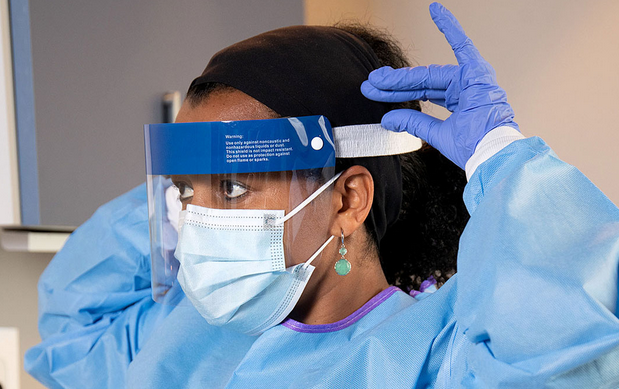 Warning:
Use only against noncaustic and
nonhazardous liquids or dust.
This shield is not impact resistant.
Do not use as protection against
open flame or sparks.